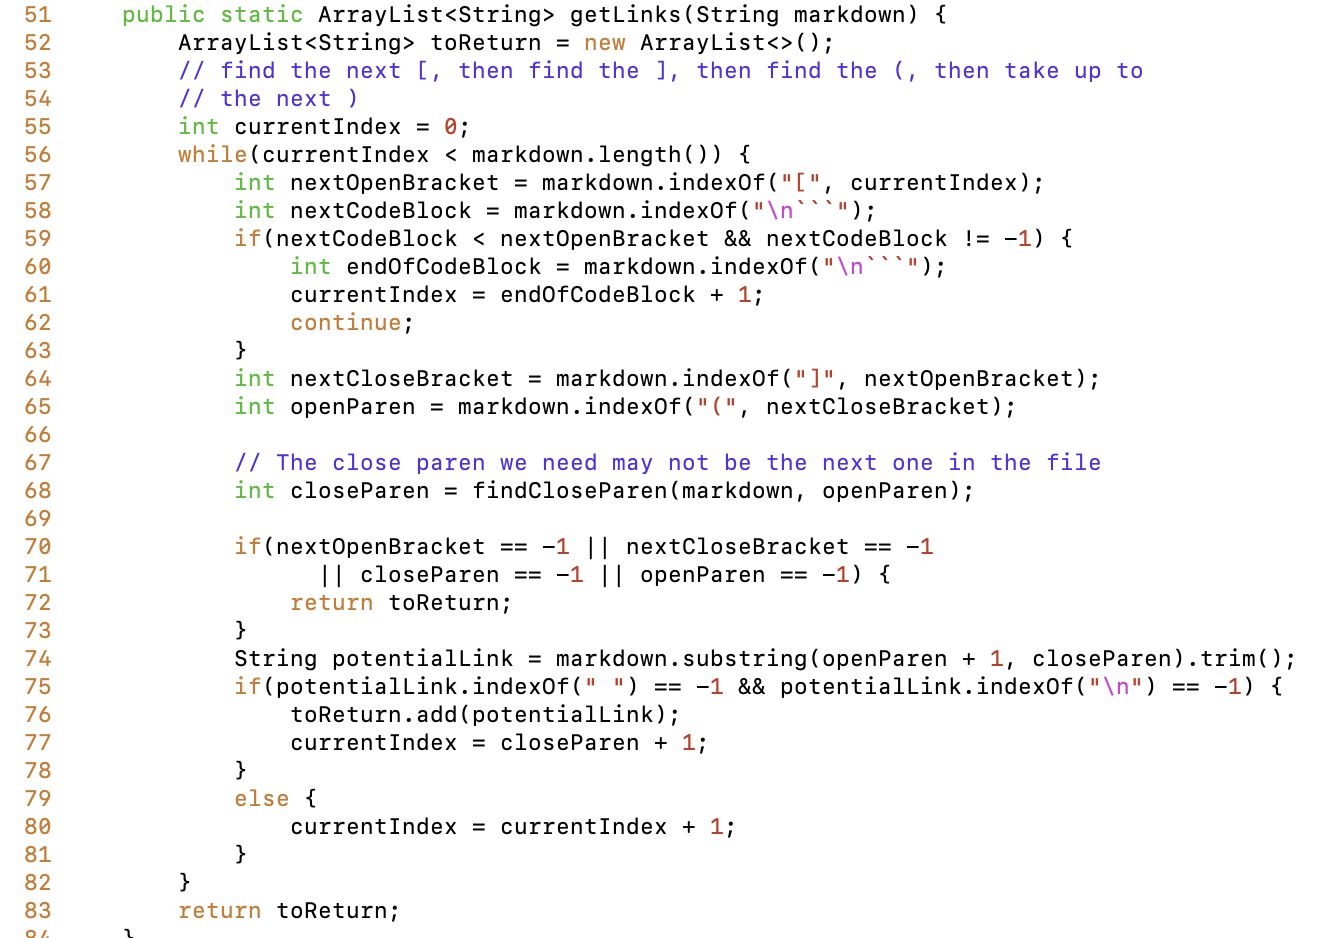 51     public static ArrayList<String> getLinks(String markdown) {
52         ArrayList<String> toReturn = new ArrayList<>();
53         // find the next [, then find the ], then find the (, then take up to
54         // the next )
55         int currentIndex = 0;
56         while(currentIndex < markdown.length()) {
57             int nextOpenBracket = markdown.indexOf("[", currentIndex);
58             int nextCodeBlock = markdown.indexOf("\n```");
59             if(nextCodeBlock < nextOpenBracket && nextCodeBlock != -1) {
60                 int endOfCodeBlock = markdown.indexOf("\n```");
61                 currentIndex = endOfCodeBlock + 1;
62                 continue;
63             }
64             int nextCloseBracket = markdown.indexOf("]", nextOpenBracket);
65             int openParen = markdown.indexOf("(", nextCloseBracket);
66
67             // The close paren we need may not be the next one in the file
68             int closeParen = findCloseParen(markdown, openParen);
69
70             if(nextOpenBracket == -1 || nextCloseBracket == -1
71                   || closeParen == -1 || openParen == -1) {
72                 return toReturn;
73             }
74             String potentialLink = markdown.substring(openParen + 1, closeParen).trim();
75             if(potentialLink.indexOf(" ") == -1 && potentialLink.indexOf("\n") == -1) {
76                 toReturn.add(potentialLink);
77                 currentIndex = closeParen + 1;
78             }
79             else {
80                 currentIndex = currentIndex + 1;
81             }
82         }
83         return toReturn;
84     }